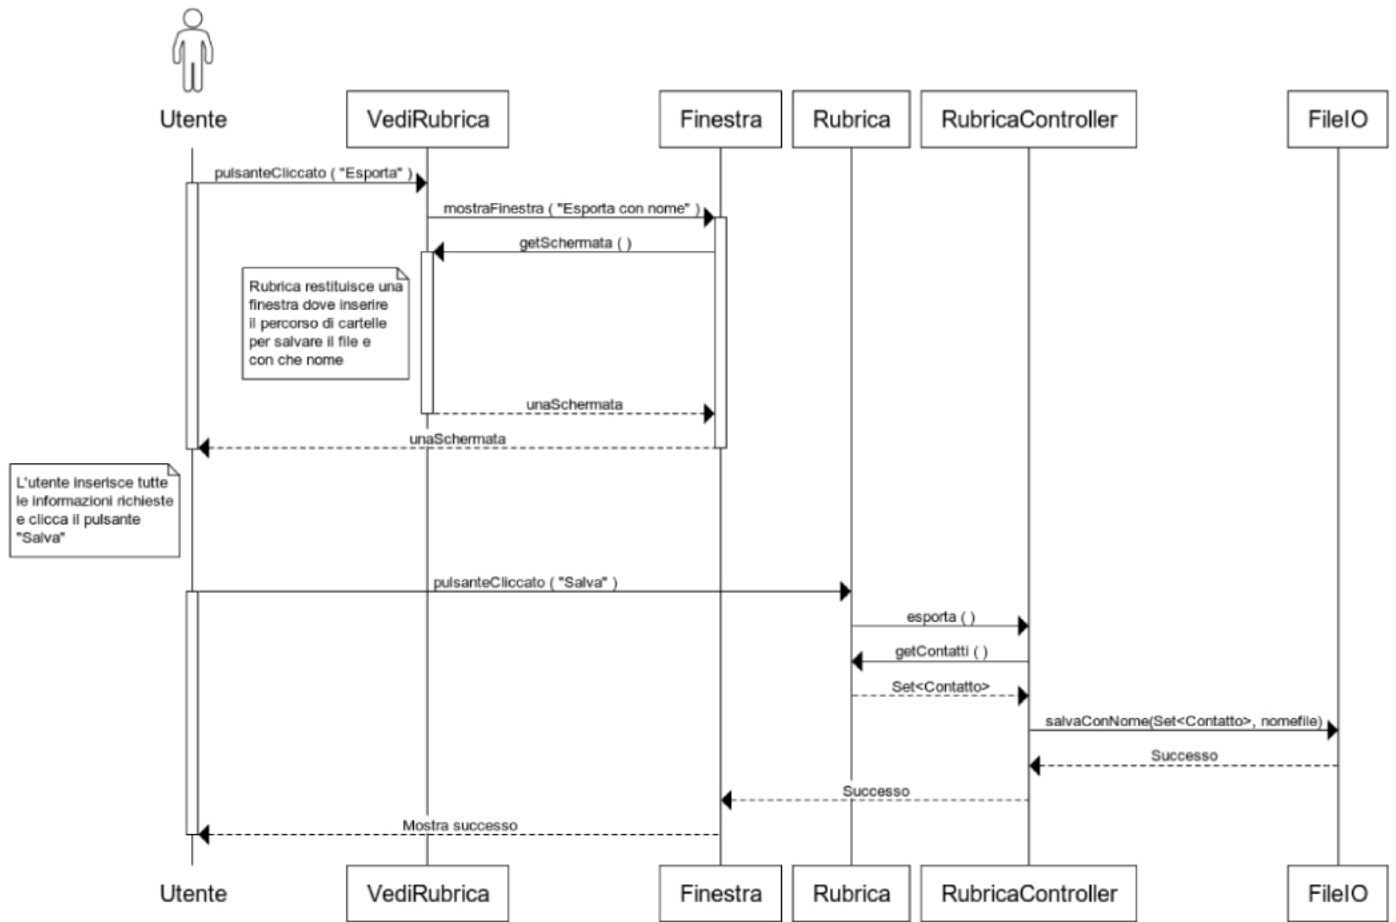 Utente
VediRubrica
Finestra
Rubrica
RubricaController
FileIO
pulsanteCliccato ( "Esporta" )
mostraFinestra ( "Esporta con nome" )
getSchermata ( )
Rubrica restituisce una
finestra dove inserire
il percorso di cartelle
per salvare il file e
con che nome
unaSchermata
unaSchermata
L'utente inserisce tutte
le informazioni richieste
e clicca il pulsante
"Salva"
pulsanteCliccato ( "Salva" )
esporta ( )
getContatti ( )
Set<Contatto>
salvaConNome(Set<Contatto>, nomefile)
Successo
Successo
Mostra successo
Utente
VediRubrica
Finestra
Rubrica
RubricaController
FileIO